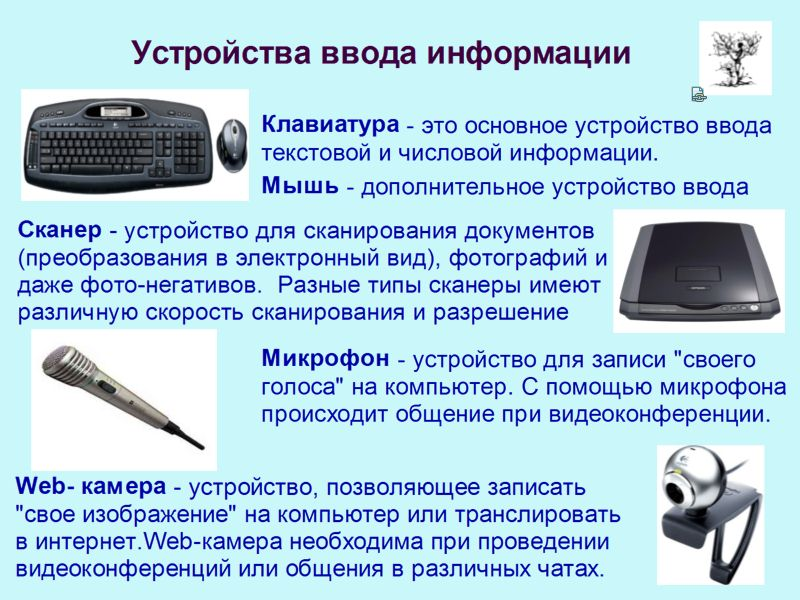 Устройства ввода информации
Клавиатура - это основное устройство ввода
текстовой и числовой информации.
Мышь - дополнительное устройство ввода
Сканер - устройство для сканирования документов
(преобразования в электронный вид), фотографий и
даже фото-негативов. Разные типы сканеры имеют
различную скорость сканирования и разрешение
Микрофон - устройство для записи "своего
голоса" на компьютер. С помощью микрофона
происходит общение при видеоконференции.
Web- камера - устройство, позволяющее записать
"свое изображение" на компьютер или транслировать
в интернет.Web-камера необходима при проведении
видеоконференций или общения в различных чатах.